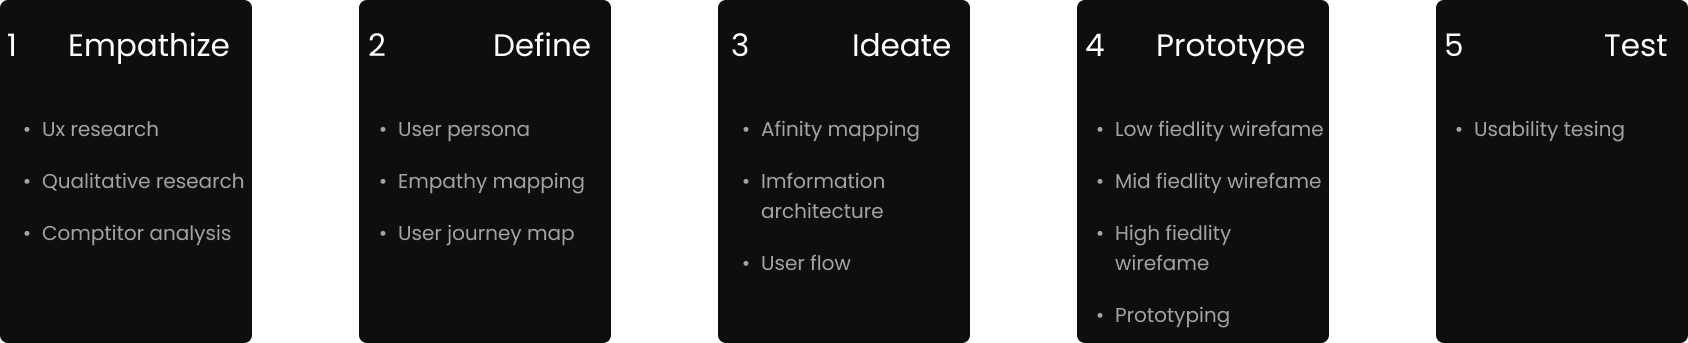 1 Empathize
• Ux research
• Qualitative research
• Comptitor analysis
2 Define
• User persona
• Empathy mapping
• User journey map
3 Ideate
• Afinity mapping
• Imformation
architecture
• User flow
4 Prototype
• Low fiedlity wirefame
• Mid fiedlity wirefame
• High fiedlity
wirefame
• Prototyping
5 Test
• Usability tesing